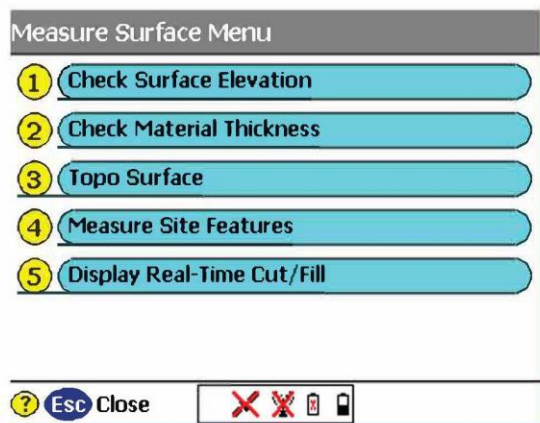 Measure Surface Menu
1 Check Surface Elevation
2 Check Material Thickness
3 Topo Surface
4 Measure Site Features
5 Display Real-Time Cut/Fill
? Esc Close